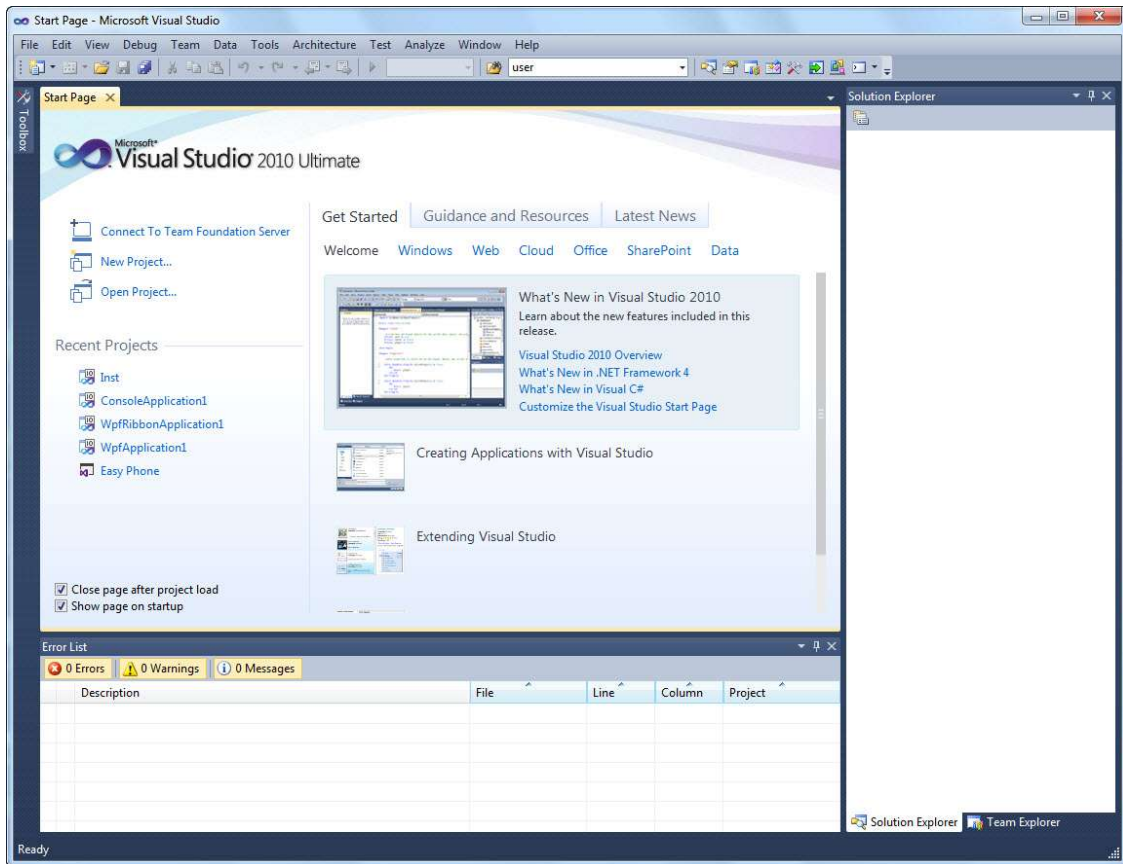 Start Page - Microsoft Visual Studio
File Edit View Debug Team Data Tools Architecture Test Analyze Window Help
user
Toolbox
Start Page
Solution Explorer
Microsoft®
Visual Studio® 2010 Ultimate
Connect To Team Foundation Server
New Project...
Open Project...
Recent Projects
Inst
ConsoleApplication1
WpfRibbonApplication1
WpfApplication1
Easy Phone
Close page after project load
Show page on startup
Get Started Guidance and Resources Latest News
Welcome Windows Web Cloud Office SharePoint Data
What's New in Visual Studio 2010
Learn about the new features included in this
release.
Visual Studio 2010 Overview
What's New in .NET Framework 4
What's New in Visual C#
Customize the Visual Studio Start Page
Creating Applications with Visual Studio
Extending Visual Studio
Error List
0 Errors 0 Warnings 0 Messages
Description File Line Column Project
Solution Explorer Team Explorer
Ready